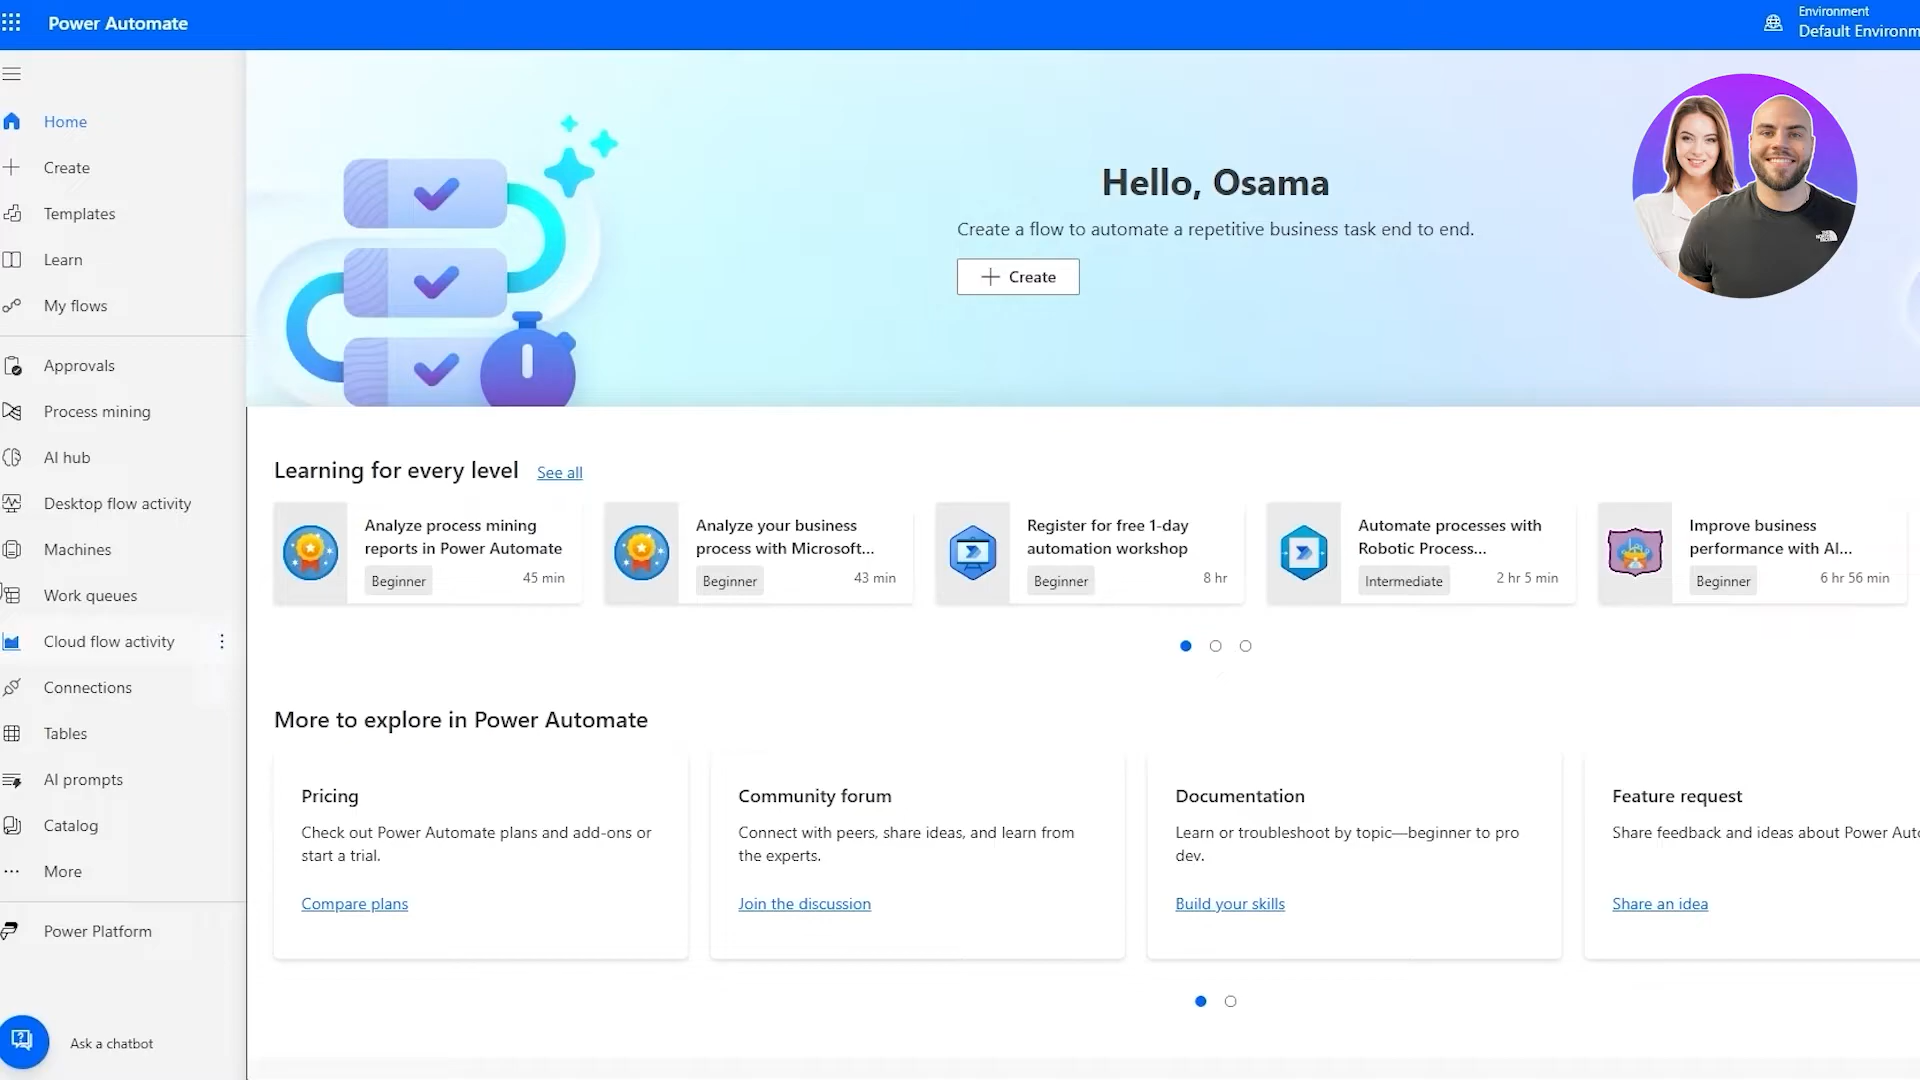 Power Automate
Environment
Default Environm
Home
Create
Templates
Learn
My flows
Approvals
Process mining
AI hub
Desktop flow activity
Machines
Work queues
Cloud flow activity
Connections
Tables
AI prompts
Catalog
More
Power Platform
Ask a chatbot
Hello, Osama
Create a flow to automate a repetitive business task end to end.
Create
Learning for every level See all
Analyze process mining
reports in Power Automate
Beginner 45 min
Analyze your business
process with Microsoft...
Beginner 43 min
Register for free 1-day
automation workshop
Beginner 8 hr
Automate processes with
Robotic Process...
Intermediate 2 hr 5 min
Improve business
performance with AI...
Beginner 6 hr 56 min
More to explore in Power Automate
Pricing
Check out Power Automate plans and add-ons or
start a trial.
Compare plans
Community forum
Connect with peers, share ideas, and learn from
the experts.
Join the discussion
Documentation
Learn or troubleshoot by topic—beginner to pro
dev.
Build your skills
Feature request
Share feedback and ideas about Power Auto
Share an idea